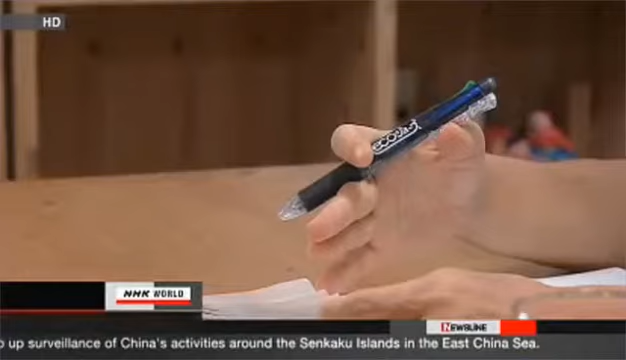 HD
NHK WORLD
NEWSLINE
o up surveillance of China's activities around the Senkaku Islands in the East China Sea.